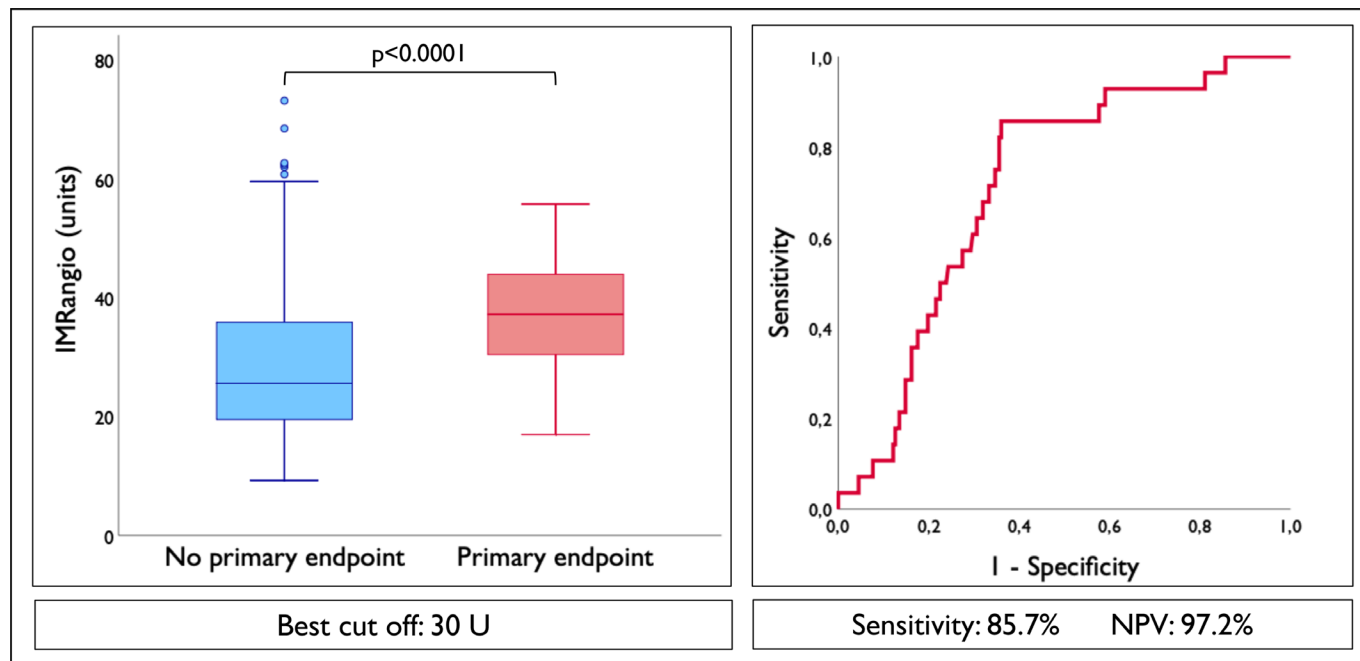 p<0.0001
80
60
40
20
0
IMRangio (units)
No primary endpoint
Primary endpoint
Best cut off: 30 U
1,0
0,8
0,6
0,4
0,2
0,0
Sensitivity
0,0 0,2 0,4 0,6 0,8 1,0
1 - Specificity
Sensitivity: 85.7% NPV: 97.2%